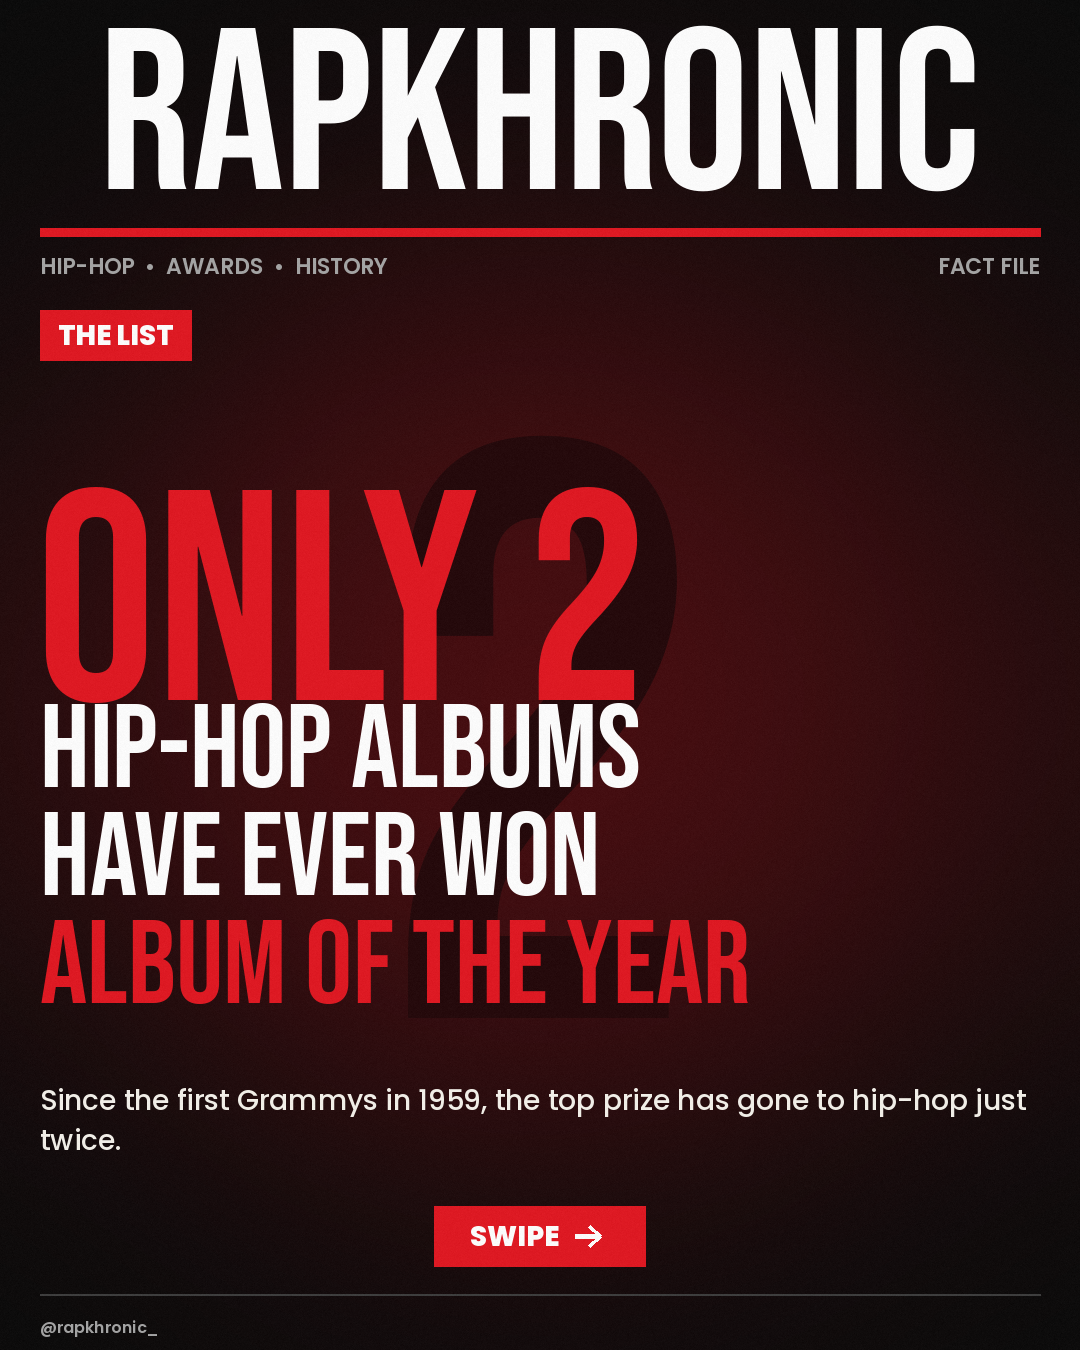 RAPKHRONIC
HIP-HOP • AWARDS • HISTORY
FACT FILE
THE LIST
ONLY 2
HIP-HOP ALBUMS
HAVE EVER WON
ALBUM OF THE YEAR
Since the first Grammys in 1959, the top prize has gone to hip-hop just
twice.
SWIPE →
@rapkhronic_
2